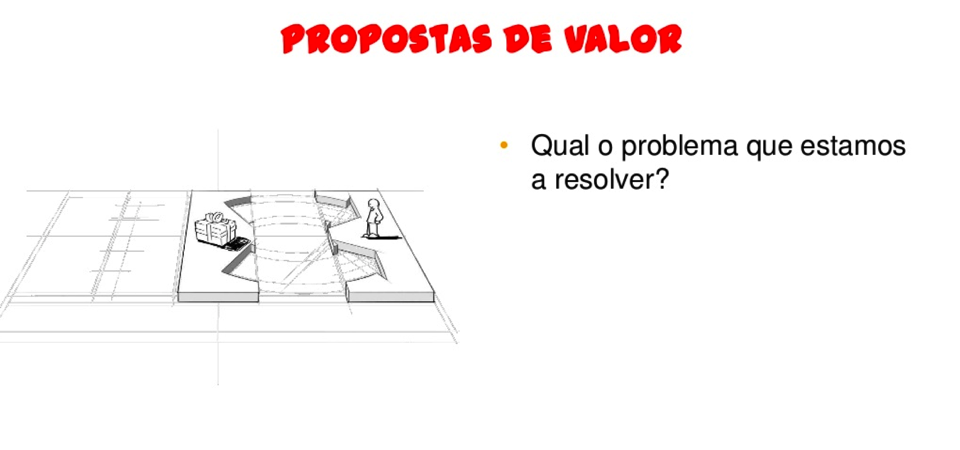 PROPOSTAS DE VALOR
• Qual o problema que estamos
a resolver?